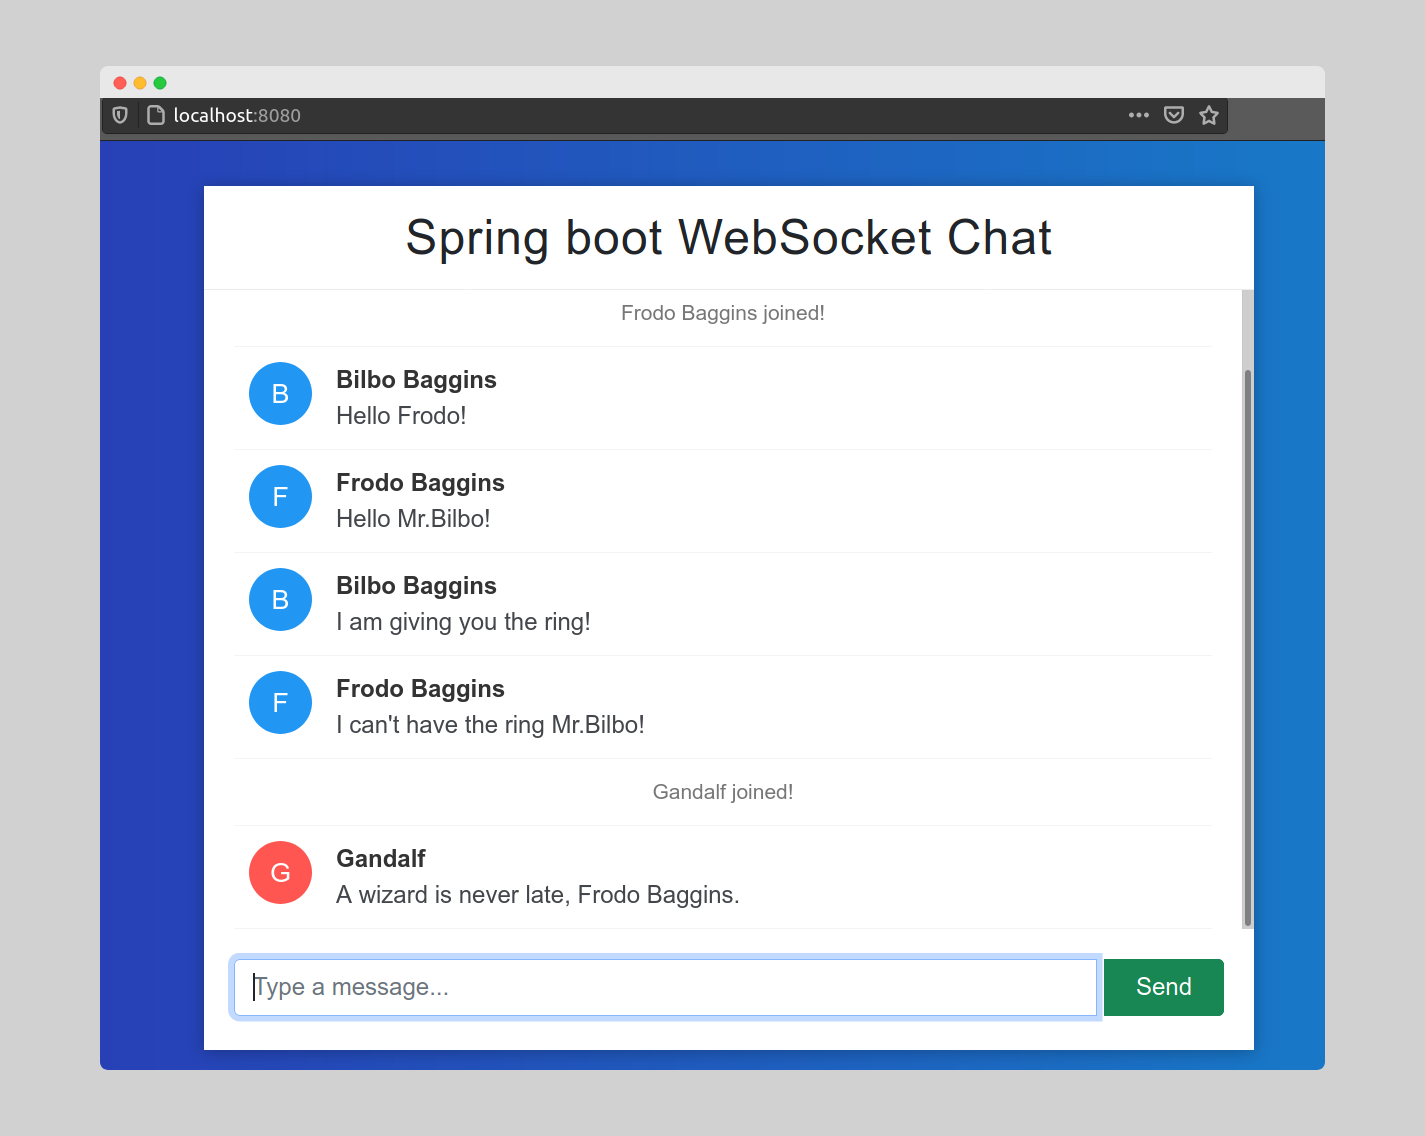 localhost:8080
Spring boot WebSocket Chat
Frodo Baggins joined!
B
Bilbo Baggins
Hello Frodo!
F
Frodo Baggins
Hello Mr.Bilbo!
B
Bilbo Baggins
I am giving you the ring!
F
Frodo Baggins
I can't have the ring Mr.Bilbo!
Gandalf joined!
G
Gandalf
A wizard is never late, Frodo Baggins.
Type a message...
Send